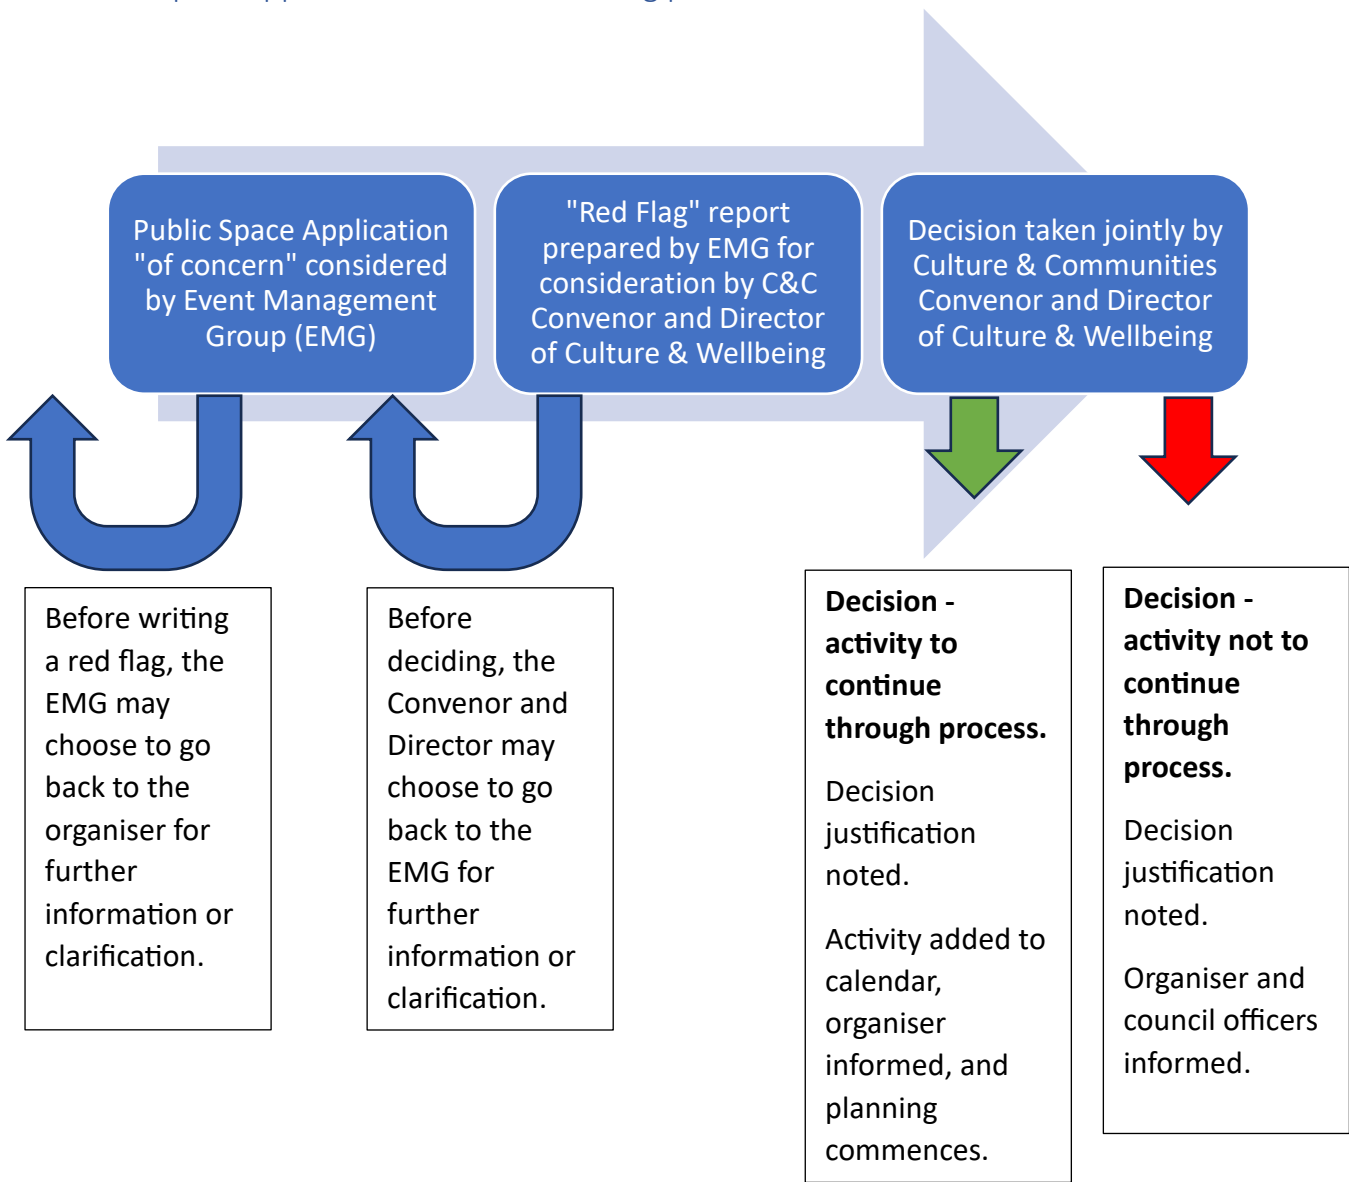 Public Space Application
"of concern" considered
by Event Management
Group (EMG)
"Red Flag" report
prepared by EMG for
consideration by C&C
Convenor and Director
of Culture & Wellbeing
Decision taken jointly by
Culture & Communities
Convenor and Director
of Culture & Wellbeing
Before writing
a red flag, the
EMG may
choose to go
back to the
organiser for
further
information or
clarification.
Before
deciding, the
Convenor and
Director may
choose to go
back to the
EMG for
further
information or
clarification.
Decision -
activity to
continue
through process.
Decision
justification
noted.
Activity added to
calendar,
organiser
informed, and
planning
commences.
Decision -
activity not to
continue
through
process.
Decision
justification
noted.
Organiser and
council officers
informed.